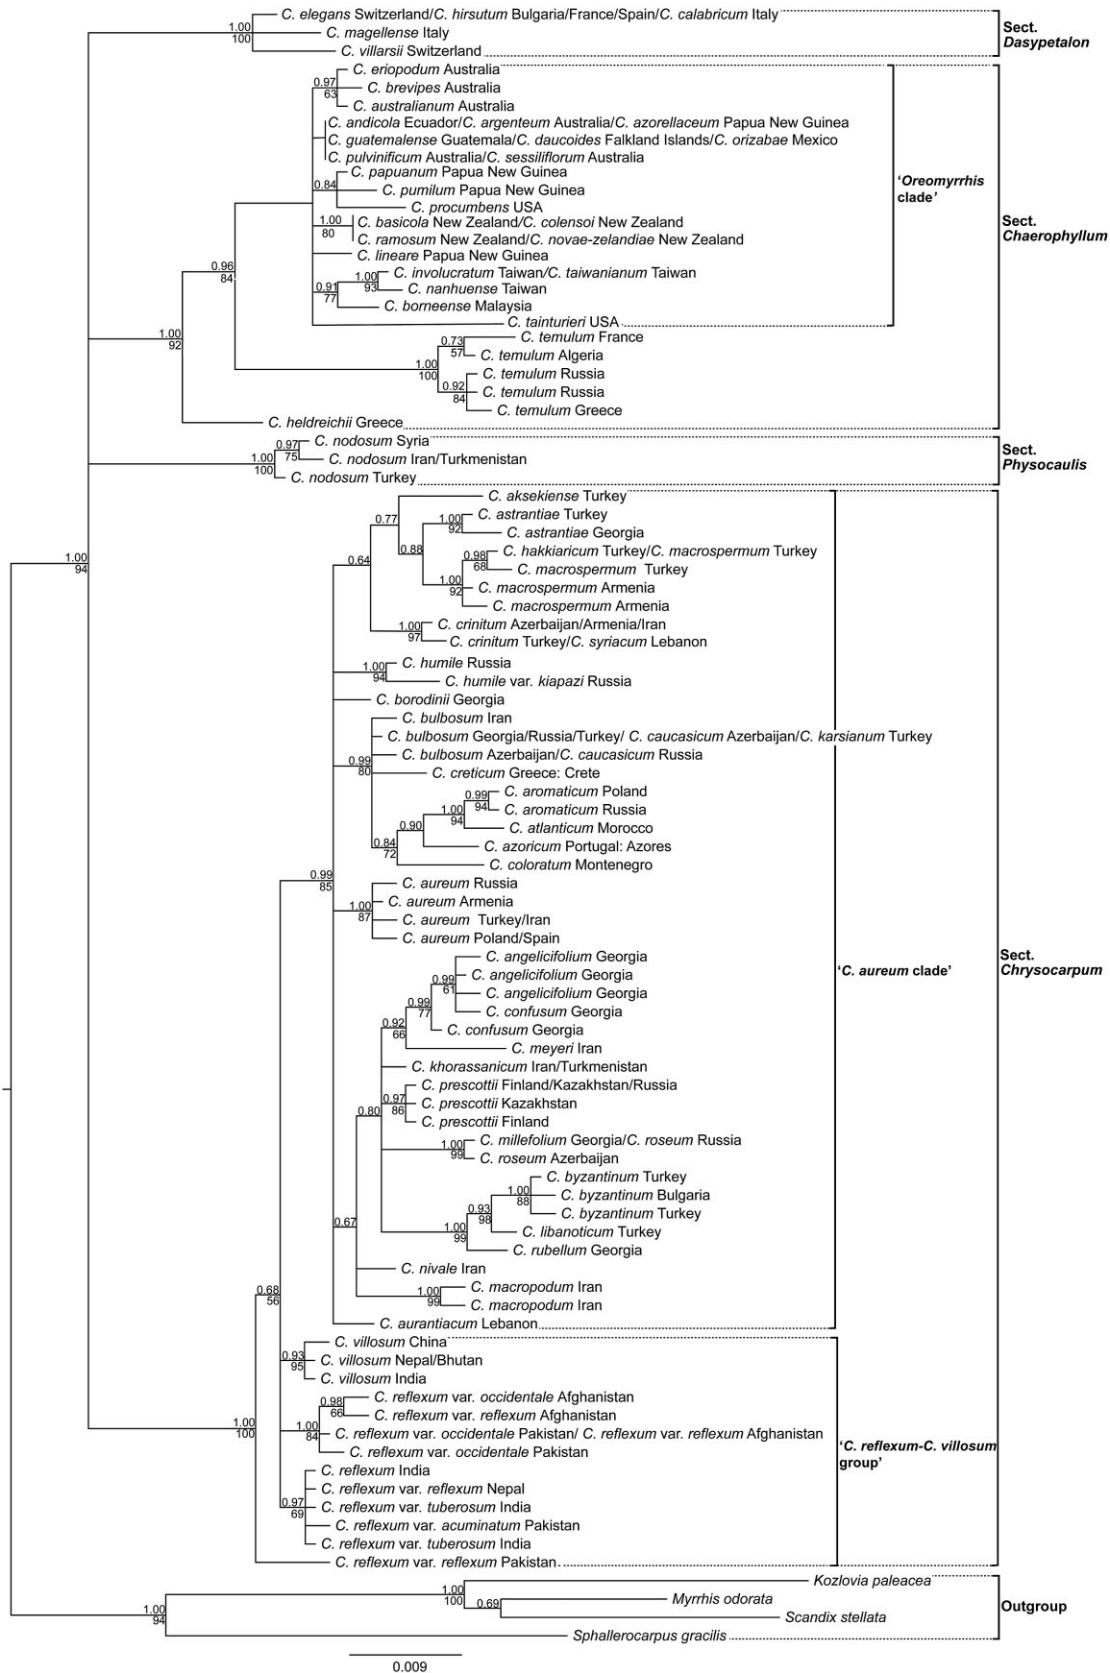 C. elegans Switzerland/C. hirsutum Bulgaria/France/Spain/C. calabricum Italy
1.00
100
C. magellense Italy
C. villarsii Switzerland
Sect.
Dasypetalon
C. eriopodum Australia
0.97
63
C. brevipes Australia
C. australianum Australia
C. andicola Ecuador/C. argenteum Australia/C. azorellaceum Papua New Guinea
C. guatemalense Guatemala/C. daucoides Falkland Islands/C. orizabae Mexico
C. pulvinificum Australia/C. sessiliflorum Australia
C. papuanum Papua New Guinea
0.84
C. pumilum Papua New Guinea
C. procumbens USA
1.00
80
C. basicola New Zealand/C. colensoi New Zealand
C. ramosum New Zealand/C. novae-zelandiae New Zealand
C. lineare Papua New Guinea
C. involucratum Taiwan/C. taiwanianum Taiwan
1.00
93
C. nanhuense Taiwan
0.91
77
C. borneense Malaysia
C. tainturieri USA
'Oreomyrrhis
clade'
Sect.
Chaerophyllum
0.96
84
1.00
92
C. temulum France
0.73
57
C. temulum Algeria
1.00
100
C. temulum Russia
0.92
84
C. temulum Russia
C. temulum Greece
C. heldreichii Greece
C. nodosum Syria
0.97
75
C. nodosum Iran/Turkmenistan
1.00
100
C. nodosum Turkey
Sect.
Physocaulis
1.00
94
C. aksekiense Turkey
0.77
C. astrantiae Turkey
1.00
92
C. astrantiae Georgia
0.88
C. hakkiaricum Turkey/C. macrospermum Turkey
0.98
68
C. macrospermum Turkey
0.64
1.00
92
C. macrospermum Armenia
C. macrospermum Armenia
C. crinitum Azerbaijan/Armenia/Iran
1.00
97
C. crinitum Turkey/C. syriacum Lebanon
C. humile Russia
1.00
94
C. humile var. kiapazi Russia
C. borodinii Georgia
C. bulbosum Iran
C. bulbosum Georgia/Russia/Turkey/ C. caucasicum Azerbaijan/C. karsianum Turkey
C. bulbosum Azerbaijan/C. caucasicum Russia
0.99
80
C. creticum Greece: Crete
C. aromaticum Poland
0.99
94
C. aromaticum Russia
1.00
94
C. atlanticum Morocco
0.90
C. azoricum Portugal: Azores
0.84
72
C. coloratum Montenegro
0.99
85
C. aureum Russia
C. aureum Armenia
1.00
87
C. aureum Turkey/Iran
C. aureum Poland/Spain
C. angelicifolium Georgia
C. angelicifolium Georgia
0.99
61
C. angelicifolium Georgia
C. confusum Georgia
0.99
77
C. confusum Georgia
0.92
66
C. meyeri Iran
'C. aureum clade'
Sect.
Chrysocarpum
C. khorassanicum Iran/Turkmenistan
C. prescottii Finland/Kazakhstan/Russia
0.97
86
C. prescottii Kazakhstan
0.80
C. prescottii Finland
C. millefolium Georgia/C. roseum Russia
1.00
99
C. roseum Azerbaijan
C. byzantinum Turkey
1.00
88
C. byzantinum Bulgaria
C. byzantinum Turkey
0.93
98
C. libanoticum Turkey
1.00
99
C. rubellum Georgia
0.67
C. nivale Iran
C. macropodum Iran
1.00
99
C. macropodum Iran
C. aurantiacum Lebanon
0.68
56
C. villosum China
0.93
95
C. villosum Nepal/Bhutan
C. villosum India
C. reflexum var. occidentale Afghanistan
0.98
66
C. reflexum var. reflexum Afghanistan
1.00
84
C. reflexum var. occidentale Pakistan/ C. reflexum var. reflexum Afghanistan
C. reflexum var. occidentale Pakistan
1.00
100
'C. reflexum-C. villosum
group'
C. reflexum India
C. reflexum var. reflexum Nepal
0.97
69
C. reflexum var. tuberosum India
C. reflexum var. acuminatum Pakistan
C. reflexum var. tuberosum India
C. reflexum var. reflexum Pakistan
Kozlovia paleacea
1.00
100
0.69
Myrrhis odorata
Scandix stellata
1.00
94
Sphallerocarpus gracilis
Outgroup
0.009